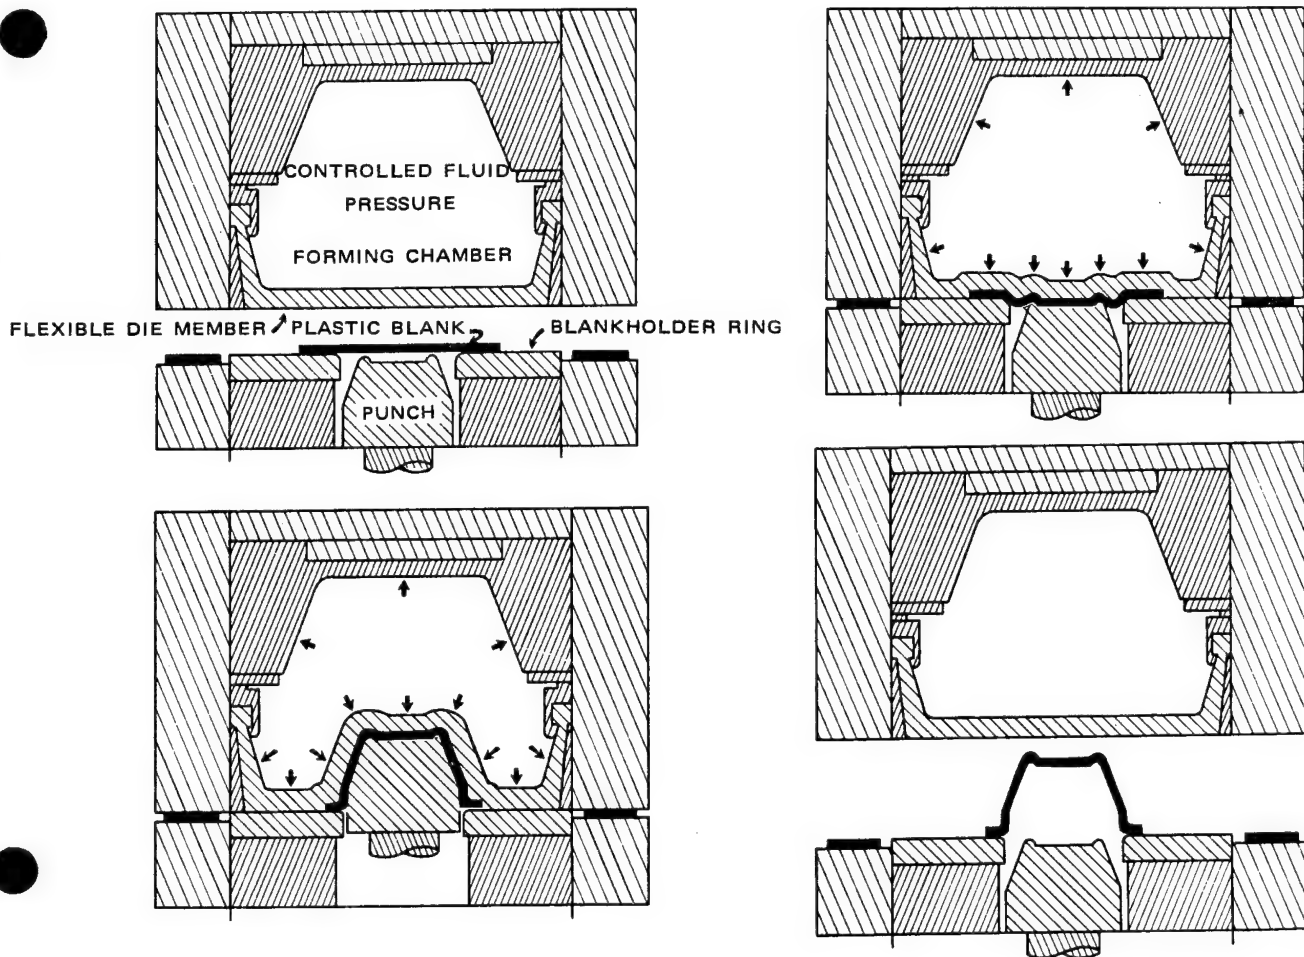 CONTROLLED FLUID
PRESSURE
FORMING CHAMBER
FLEXIBLE DIE MEMBER
PLASTIC BLANK
BLANKHOLDER RING
PUNCH